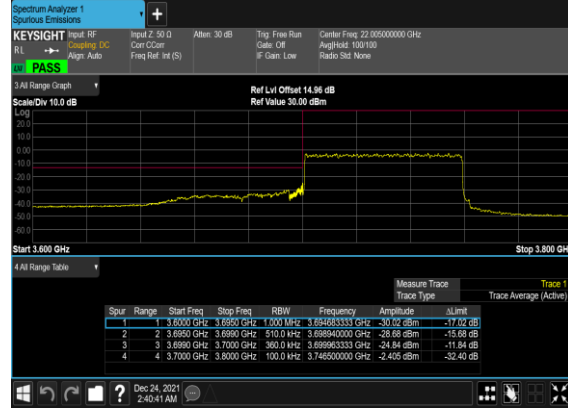 Spectrum Analyzer 1
Spurious Emissions
+
KEYSIGHT Input: RF Input Z: 50 Ω Atten: 30 dB Trig: Free Run Center Freq: 22.005000000 GHz
RL Coupling: DC Corr CCorr Gate: Off Avg|Hold: 100/100
Align: Auto Freq Ref: Int (S) IF Gain: Low Radio Std: None
PASS
3 All Range Graph
Ref Lvl Offset 14.96 dB
Scale/Div 10.0 dB Ref Value 30.00 dBm
Log
20.0
10.0
0.00
-10.0
-20.0
-30.0
-40.0
-50.0
-60.0
Start 3.600 GHz Stop 3.800 GH
4 All Range Table
Measure Trace Trace 1
Trace Type Trace Average (Active)
Spur Range Start Freq Stop Freq RBW Frequency Amplitude ΔLimit
1 1 3.6000 GHz 3.6950 GHz 1.000 MHz 3.694683333 GHz -30.02 dBm -17.02 dB
2 2 3.6950 GHz 3.6990 GHz 510.0 kHz 3.698940000 GHz -28.68 dBm -15.68 dB
3 3 3.6990 GHz 3.7000 GHz 360.0 kHz 3.699963333 GHz -24.84 dBm -11.84 dB
4 4 3.7000 GHz 3.8000 GHz 100.0 kHz 3.746500000 GHz -2.405 dBm -32.40 dB
? Dec 24, 2021
2:40:41 AM